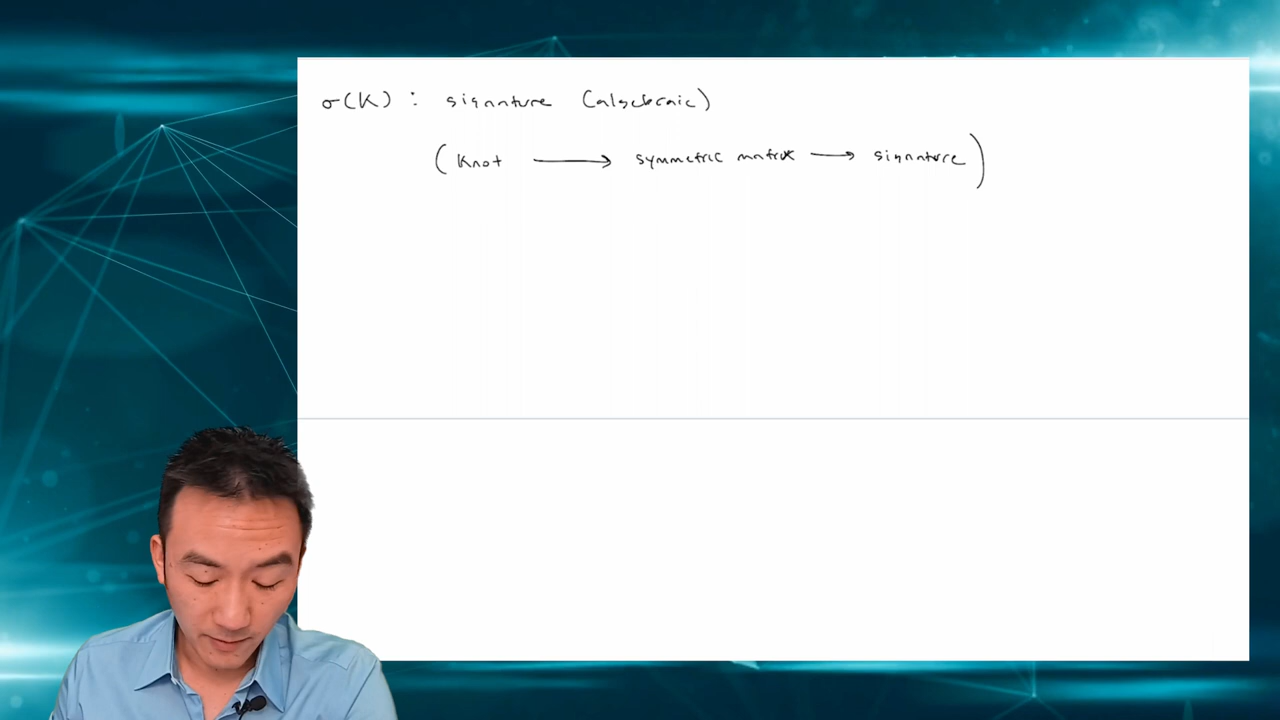 σ(K) : signature (algebraic)
(Knot → symmetric matrix → signature)